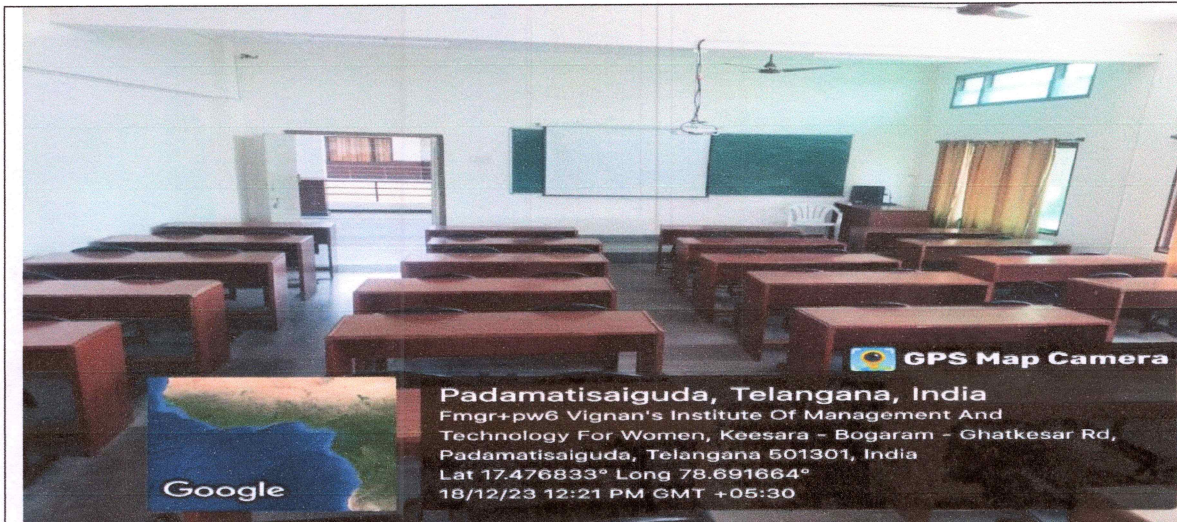 GPS Map Camera
Padamatisaiguda, Telangana, India
Fmgr+pw6 Vignan's Institute Of Management And
Technology For Women, Keesara - Bogaram - Ghatkesar Rd,
Padamatisaiguda, Telangana 501301, India
Lat 17.476833° Long 78.691664°
18/12/23 12:21 PM GMT +05:30
Google